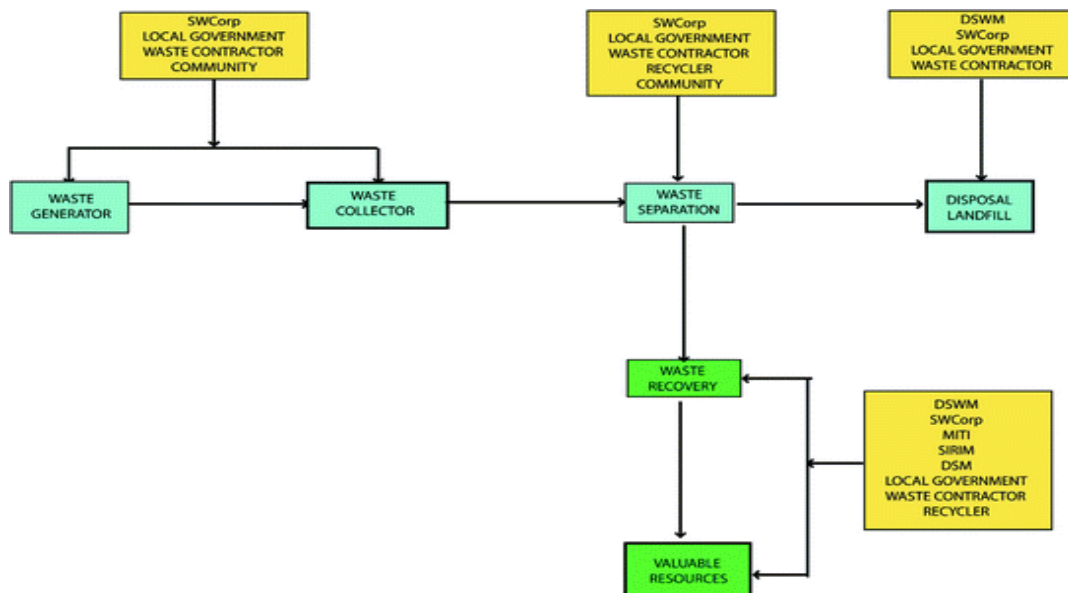 SWCorp
LOCAL GOVERNMENT
WASTE CONTRACTOR
COMMUNITY
SWCorp
LOCAL GOVERNMENT
WASTE CONTRACTOR
RECYCLER
COMMUNITY
DSWM
SWCorp
LOCAL GOVERNMENT
WASTE CONTRACTOR
WASTE
GENERATOR
WASTE
COLLECTOR
WASTE
SEPARATION
DISPOSAL
LANDFILL
WASTE
RECOVERY
DSWM
SWCorp
MITI
SIRIM
DSM
LOCAL GOVERNMENT
WASTE CONTRACTOR
RECYCLER
VALUABLE
RESOURCES